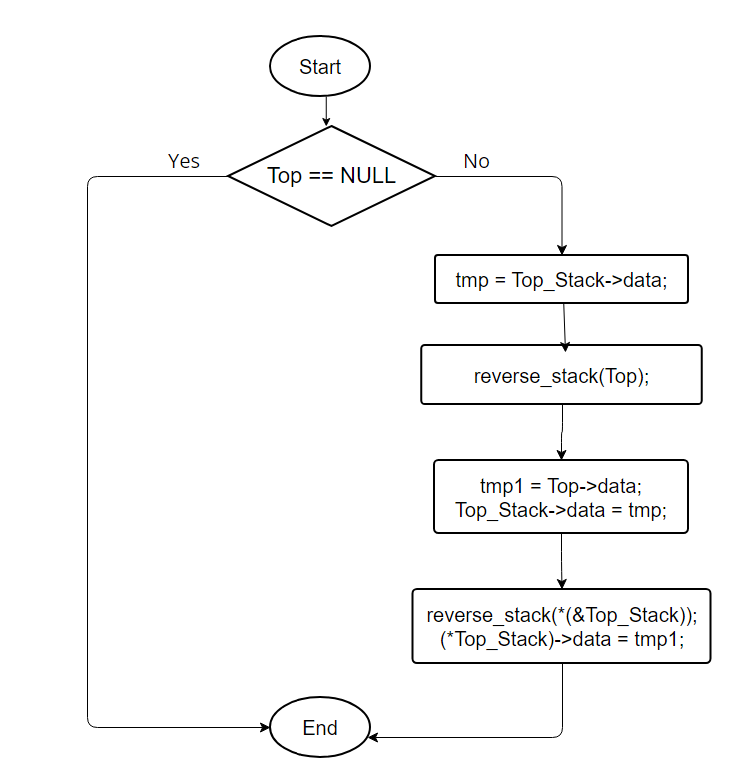 Start
Yes
No
Top == NULL
tmp = Top_Stack->data;
reverse_stack(Top);
tmp1 = Top->data;
Top_Stack->data = tmp;
reverse_stack(*(&Top_Stack));
(*Top_Stack)->data = tmp1;
End